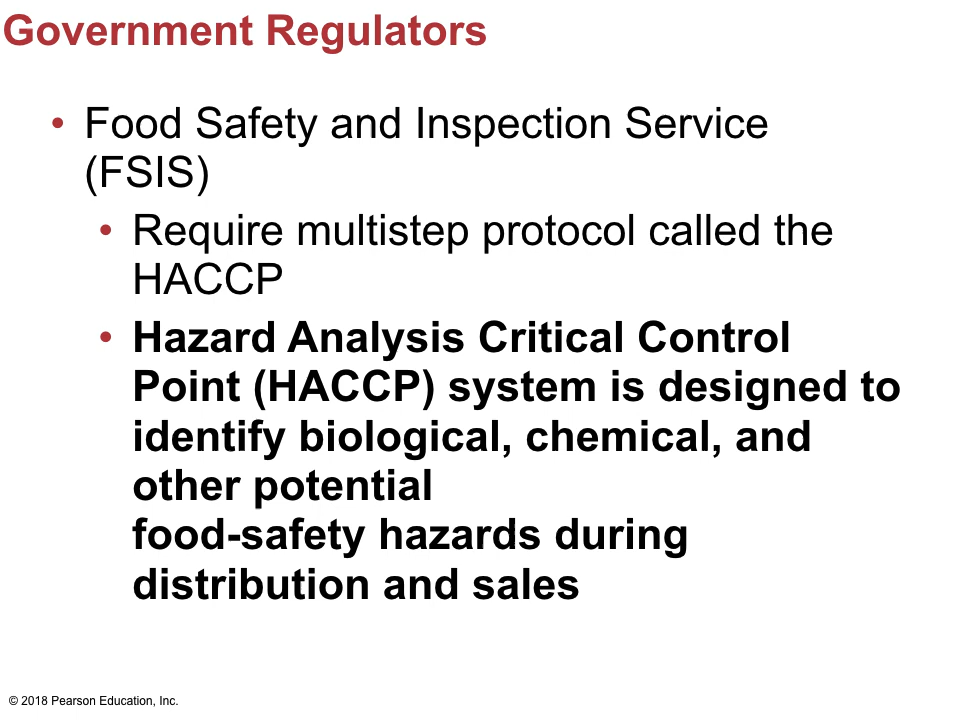 Government Regulators
• Food Safety and Inspection Service
(FSIS)
• Require multistep protocol called the
HACCP
• Hazard Analysis Critical Control
Point (HACCP) system is designed to
identify biological, chemical, and
other potential
food-safety hazards during
distribution and sales
© 2018 Pearson Education, Inc.